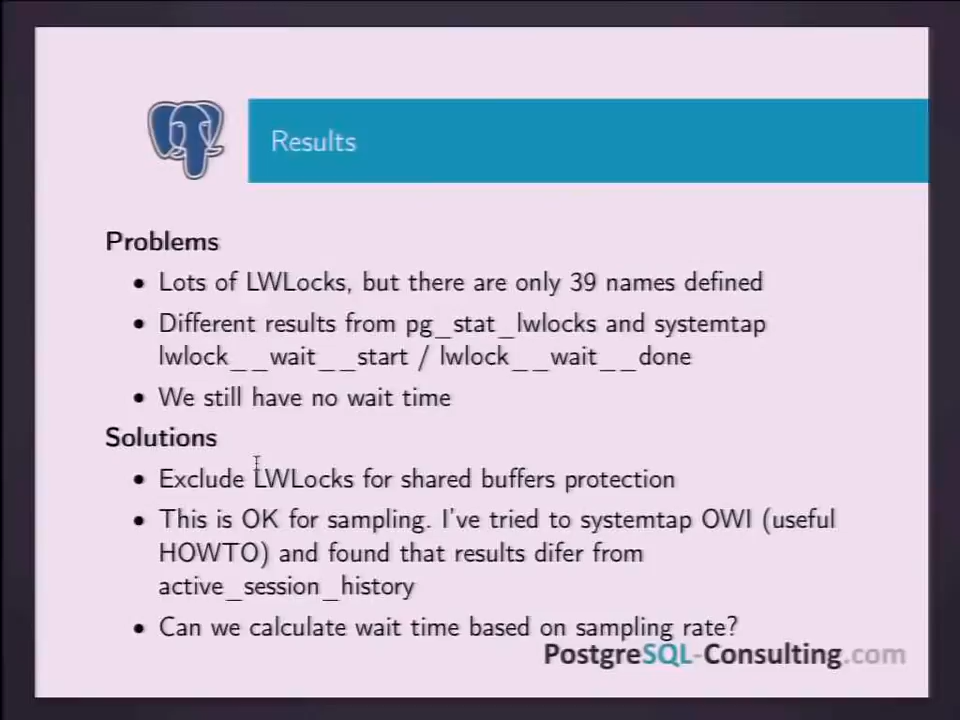 Results
Problems
• Lots of LWLocks, but there are only 39 names defined
• Different results from pg_stat_lwlocks and systemtap
lwlock__wait__start / lwlock__wait__done
• We still have no wait time
Solutions
• Exclude LWLocks for shared buffers protection
• This is OK for sampling. I've tried to systemtap OWI (useful
HOWTO) and found that results difer from
active_session_history
• Can we calculate wait time based on sampling rate?
PostgreSQL-Consulting.com